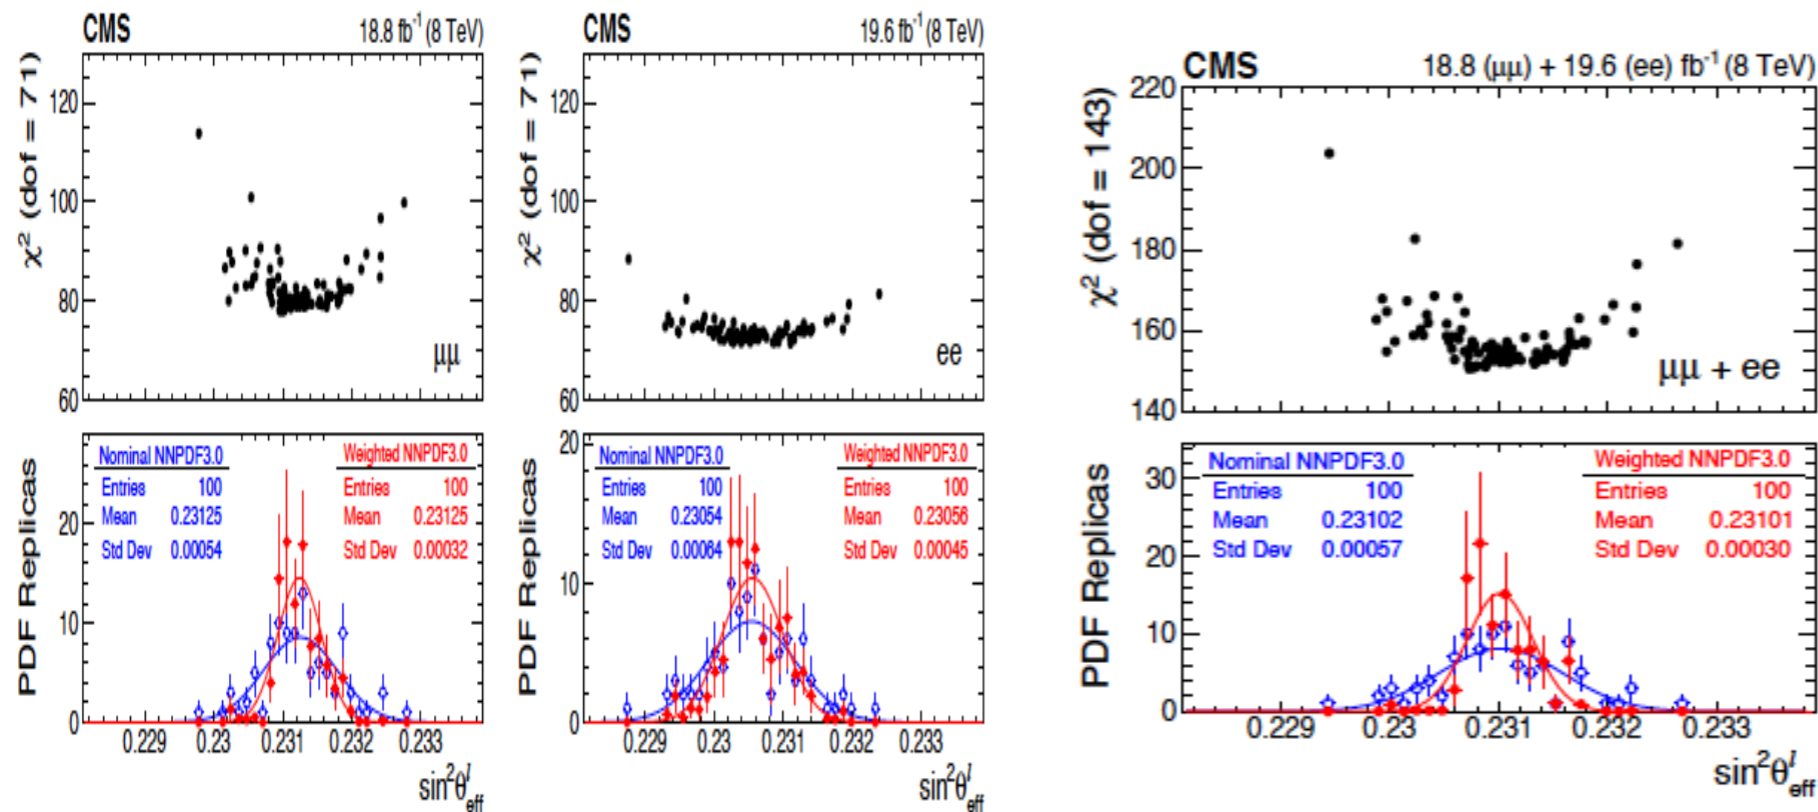 CMS 18.8 fb⁻¹ (8 TeV)
χ² (dof = 71)
120
100
80
60
μμ
PDF Replicas
20
10
0
Nominal NNPDF3.0
Entries 100
Mean 0.23125
Std Dev 0.00054
Weighted NNPDF3.0
Entries 100
Mean 0.23125
Std Dev 0.00032
0.229 0.23 0.231 0.232 0.233
sin²θˡeff
CMS 19.6 fb⁻¹ (8 TeV)
χ² (dof = 71)
120
100
80
60
ee
PDF Replicas
20
10
0
Nominal NNPDF3.0
Entries 100
Mean 0.23054
Std Dev 0.00064
Weighted NNPDF3.0
Entries 100
Mean 0.23056
Std Dev 0.00045
0.229 0.23 0.231 0.232 0.233
sin²θˡeff
CMS 18.8 (μμ) + 19.6 (ee) fb⁻¹ (8 TeV)
χ² (dof = 143)
220
200
180
160
140
μμ + ee
PDF Replicas
30
20
10
0
Nominal NNPDF3.0
Entries 100
Mean 0.23102
Std Dev 0.00057
Weighted NNPDF3.0
Entries 100
Mean 0.23101
Std Dev 0.00030
0.229 0.23 0.231 0.232 0.233
sin²θˡeff